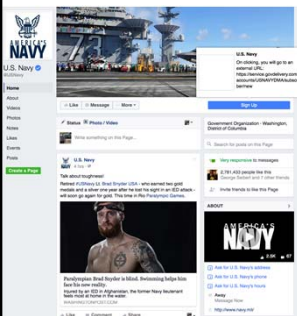 AMERICA'S
NAVY
U.S. Navy
@USNavy
Home
About
Videos
Photos
Notes
Likes
Events
Posts
Create a Page
U.S. Navy
On clicking, you will go to an
external URL:
Like
Message
More
Sign Up
Status
Photo / Video
Write something on this Page...
Government Organization · Washington,
District of Columbia
Search for posts on this Page
Very responsive to messages
people like this
Invite friends to like this Page
U.S. Navy
Talk about toughness!
Retired #USNavy Lt. Brad Snyder USA - who earned two gold
medals and a silver one year after he lost his sight in an IED attack -
will soon go again for gold. This time in Rio Paralympic Games.
Paralympian Brad Snyder is blind. Swimming helps him
face his new reality.
Injured by an IED in Afghanistan, the former Navy lieutenant
feels most at home in the water.
WASHINGTONPOST.COM
Like
Comment
Share
ABOUT
AMERICA'S
NAVY
Ask for U.S. Navy's address
Ask for U.S. Navy's phone
Ask for U.S. Navy's hours
Away
Message Now
http://www.navy.mil/